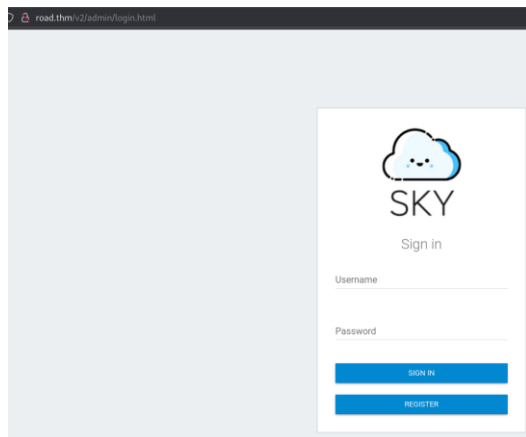 road.thm/v2/admin/login.html
SKY
Sign in
Username
Password
SIGN IN
REGISTER